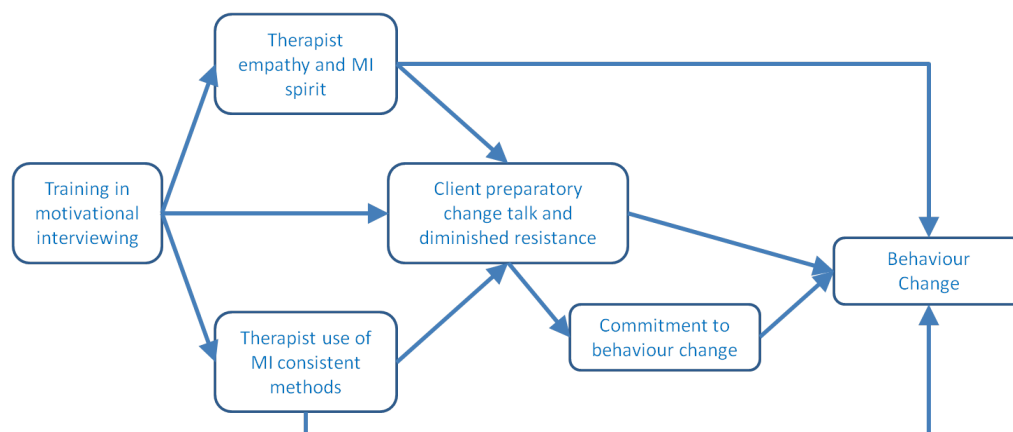 Therapist
empathy and MI
spirit
Training in
motivational
interviewing
Client preparatory
change talk and
diminished resistance
Behaviour
Change
Therapist use of
MI consistent
methods
Commitment to
behaviour change